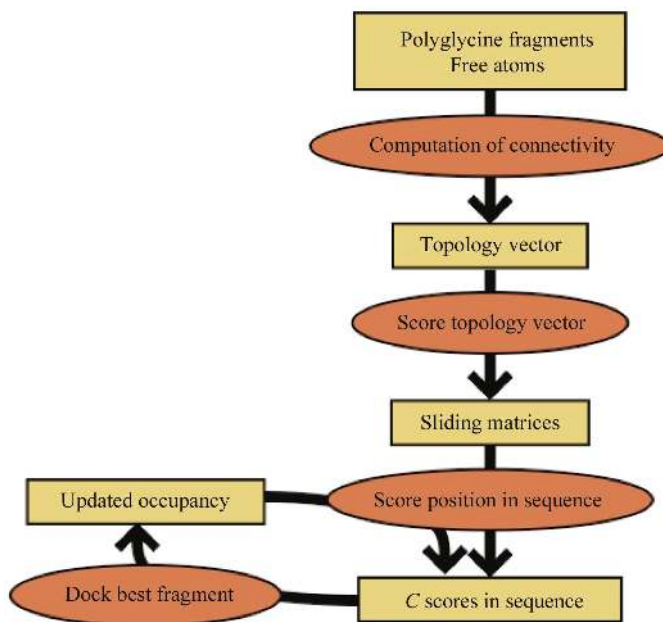 Polyglycine fragments
Free atoms
Computation of connectivity
Topology vector
Score topology vector
Sliding matrices
Updated occupancy
Score position in sequence
Dock best fragment
C scores in sequence